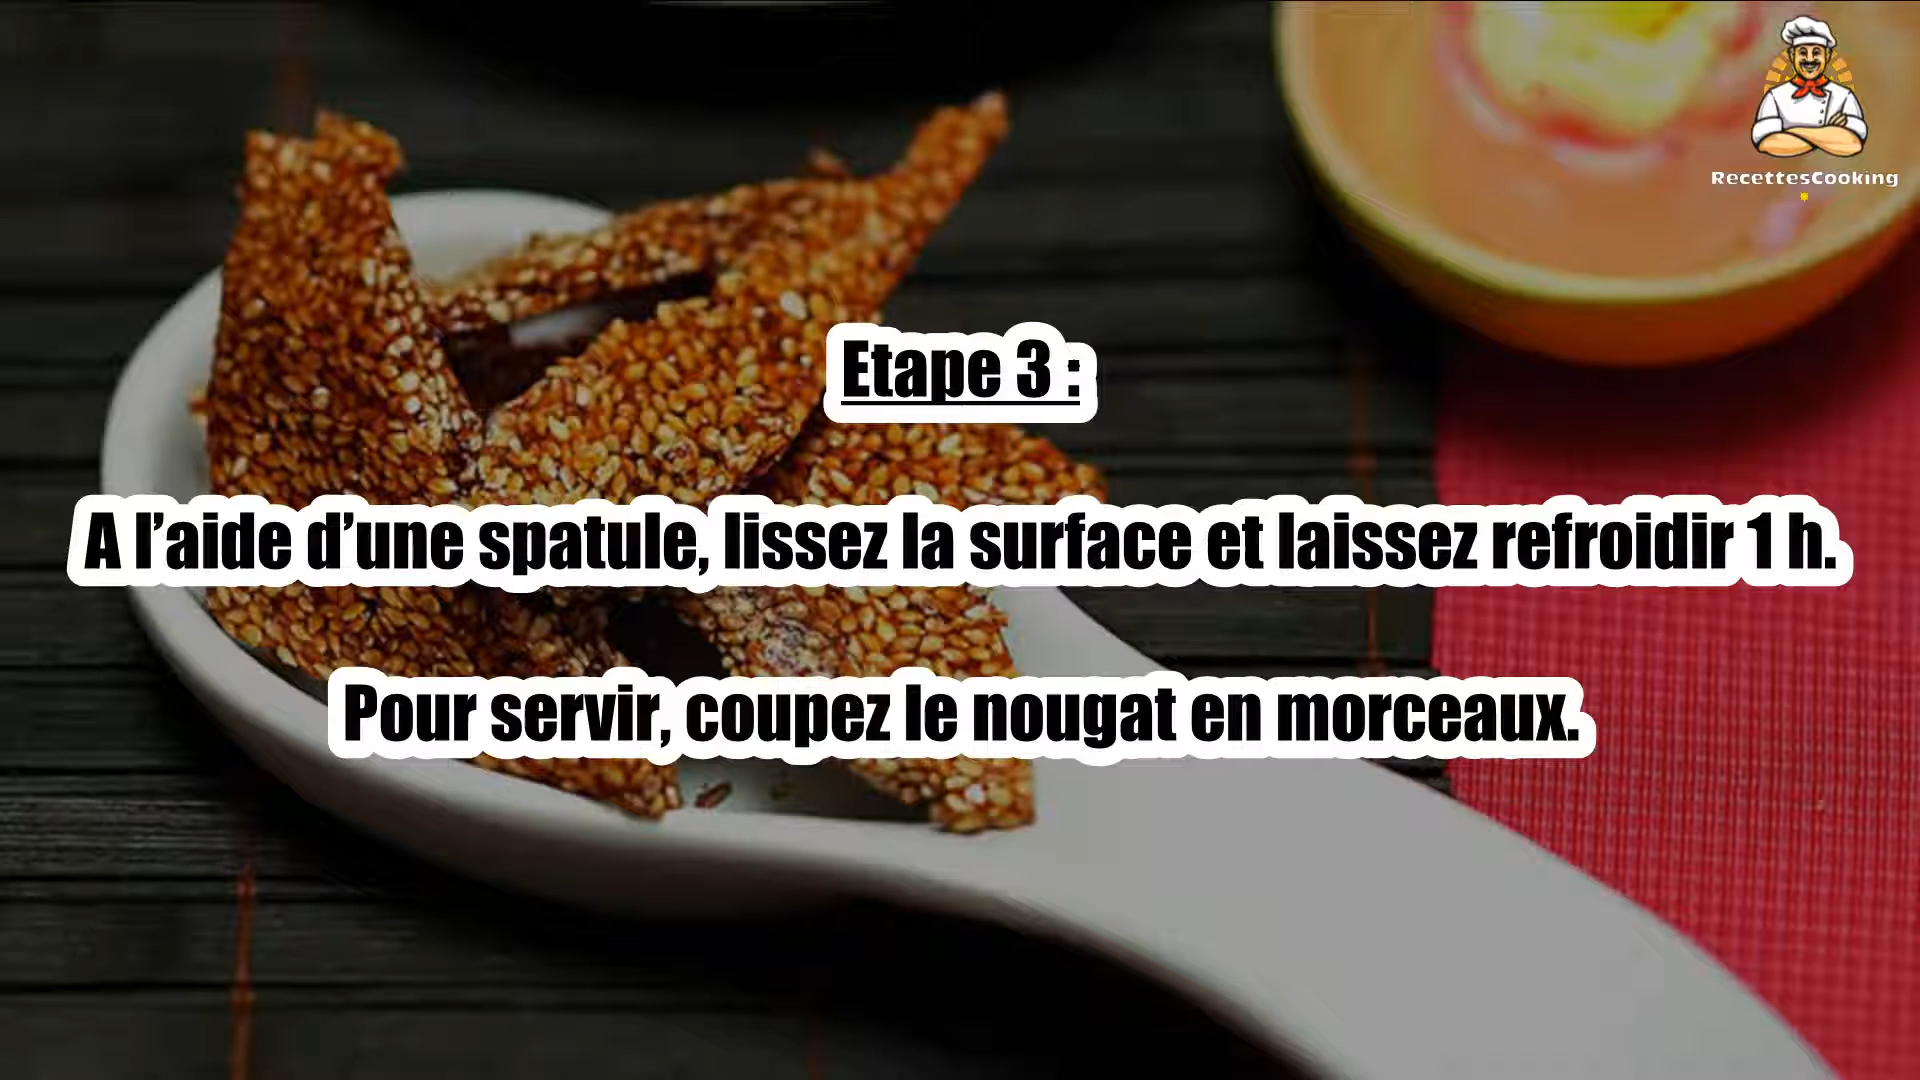 RecettesCooking
Etape 3 :
A l’aide d’une spatule, lissez la surface et laissez refroidir 1 h.
Pour servir, coupez le nougat en morceaux.